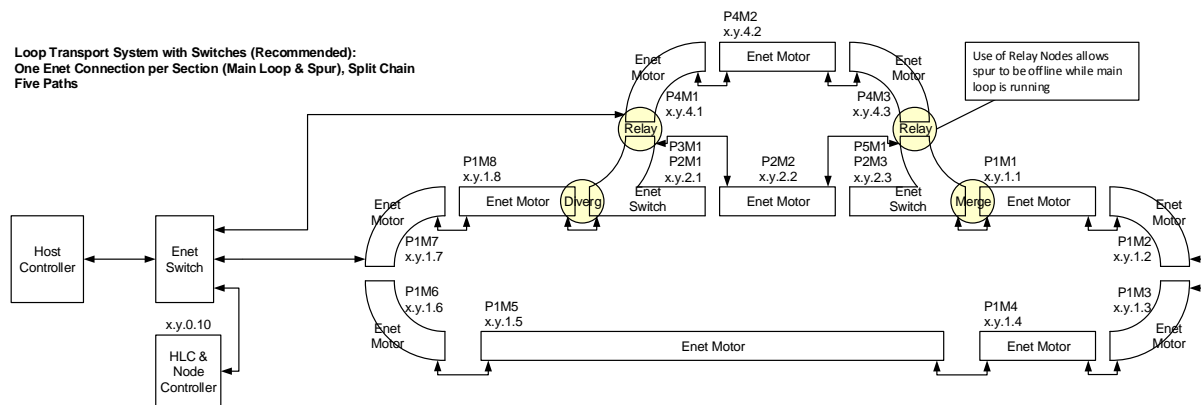 Loop Transport System with Switches (Recommended):
One Enet Connection per Section (Main Loop & Spur), Split Chain
Five Paths
P4M2
x.y.4.2
Enet Motor
Enet
Motor
Enet
Motor
Use of Relay Nodes allows
spur to be offline while main
loop is running
P4M1
x.y.4.1
P4M3
x.y.4.3
Relay
Relay
P3M1
P2M1
x.y.2.1
P2M2
x.y.2.2
P5M1
P2M3
x.y.2.3
P1M8
x.y.1.8
P1M1
x.y.1.1
Enet Motor
Diverg
Enet
Switch
Enet Motor
Enet
Switch
Merge
Enet Motor
Enet
Motor
Enet
Motor
P1M7
x.y.1.7
P1M2
x.y.1.2
Host
Controller
Enet
Switch
P1M6
x.y.1.6
P1M3
x.y.1.3
Enet
Motor
Enet
Motor
P1M5
x.y.1.5
P1M4
x.y.1.4
Enet Motor
Enet Motor
x.y.0.10
HLC &
Node
Controller